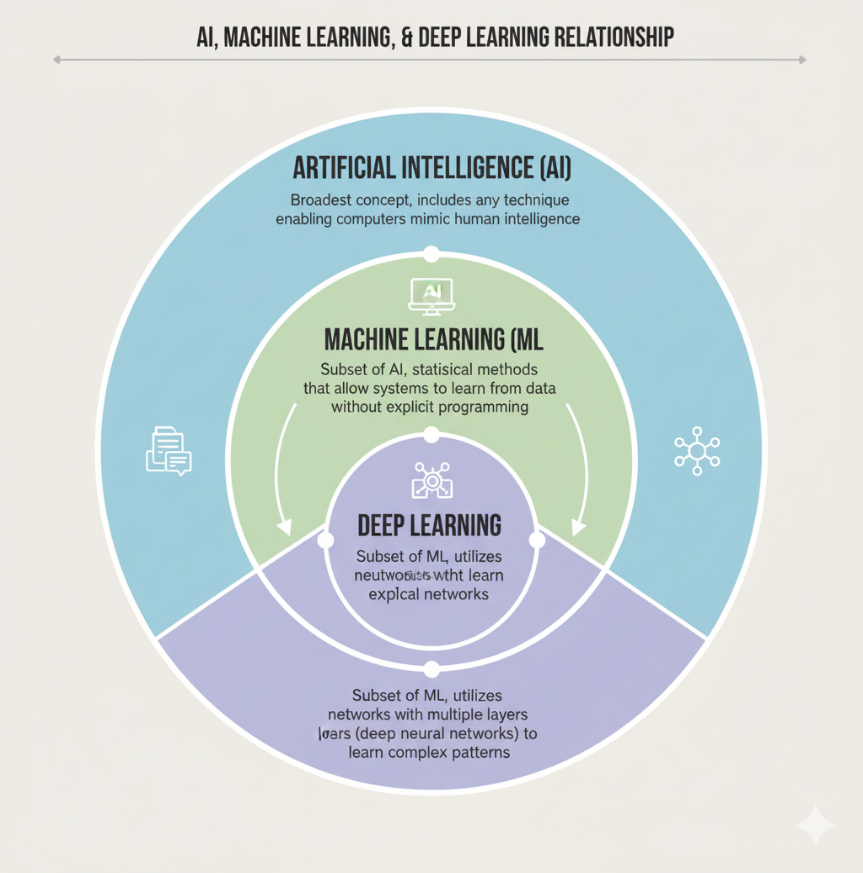 AI, MACHINE LEARNING, & DEEP LEARNING RELATIONSHIP
ARTIFICIAL INTELLIGENCE (AI)
Broadest concept, includes any technique
enabling computers mimic human intelligence
AI
MACHINE LEARNING (ML
Subset of AI, statisical methods
that allow systems to learn from data
without explicit programming
DEEP LEARNING
Subset of ML, utilizes
learn
networks
Subset of ML, utilizes
networks with multiple layers
(deep neural networks) to
learn complex patterns